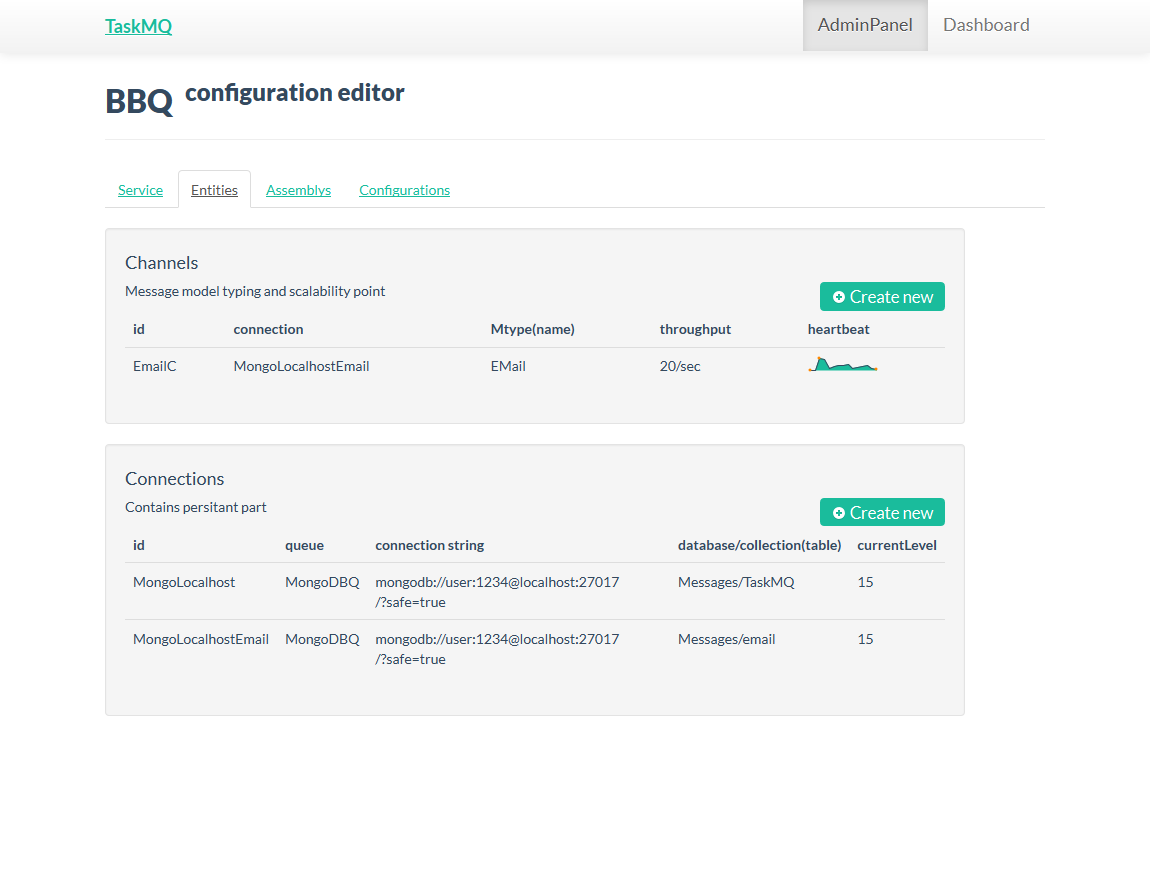 TaskMQ AdminPanel Dashboard
BBQ configuration editor
Service Entities Assemblys Configurations
Channels
Message model typing and scalability point
Create new
id connection Mtype(name) throughput heartbeat
EmailC MongoLocalhostEmail EMail 20/sec
Connections
Contains persitant part
Create new
id queue connection string database/collection(table) currentLevel
MongoLocalhost MongoDBQ mongodb://user:1234@localhost:27017 Messages/TaskMQ 15
/?safe=true
MongoLocalhostEmail MongoDBQ mongodb://user:1234@localhost:27017 Messages/email 15
/?safe=true